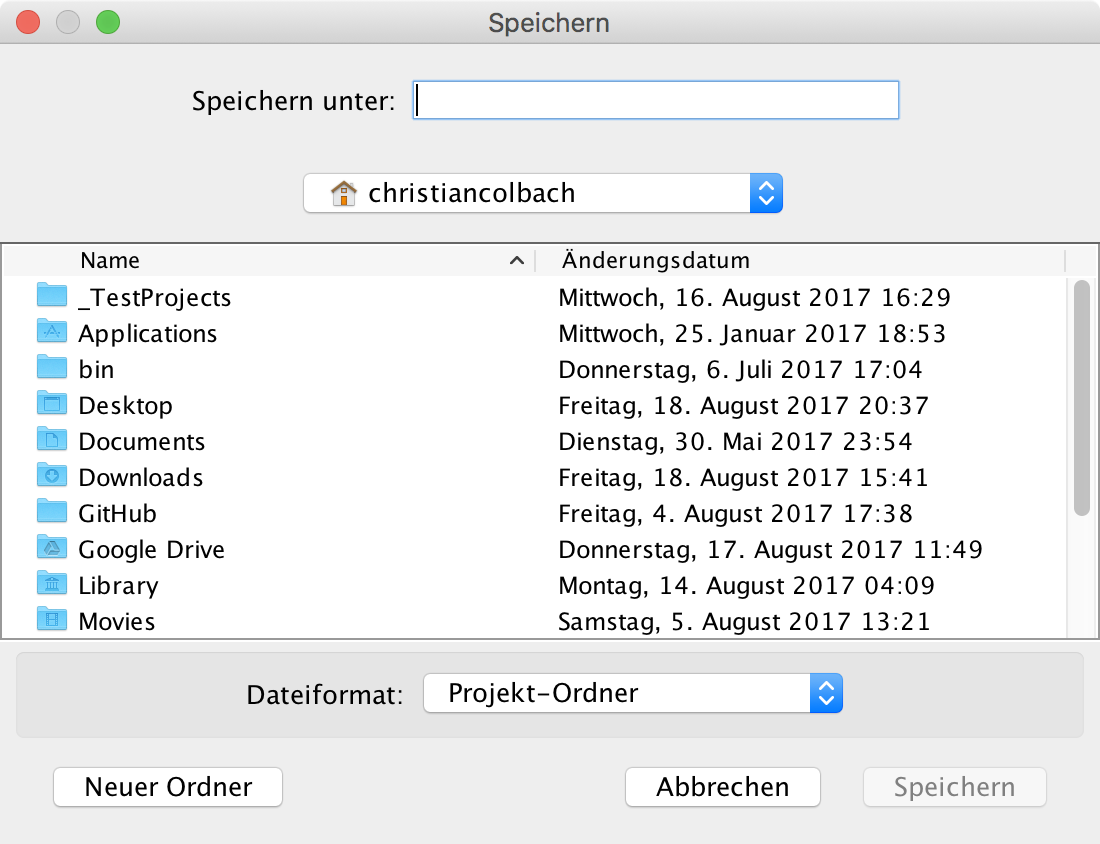 Speichern
Speichern unter:
christiancolbach
Name Änderungsdatum
_TestProjects Mittwoch, 16. August 2017 16:29
Applications Mittwoch, 25. Januar 2017 18:53
bin Donnerstag, 6. Juli 2017 17:04
Desktop Freitag, 18. August 2017 20:37
Documents Dienstag, 30. Mai 2017 23:54
Downloads Freitag, 18. August 2017 15:41
GitHub Freitag, 4. August 2017 17:38
Google Drive Donnerstag, 17. August 2017 11:49
Library Montag, 14. August 2017 04:09
Movies Samstag, 5. August 2017 13:21
Dateiformat: Projekt-Ordner
Neuer Ordner Abbrechen Speichern